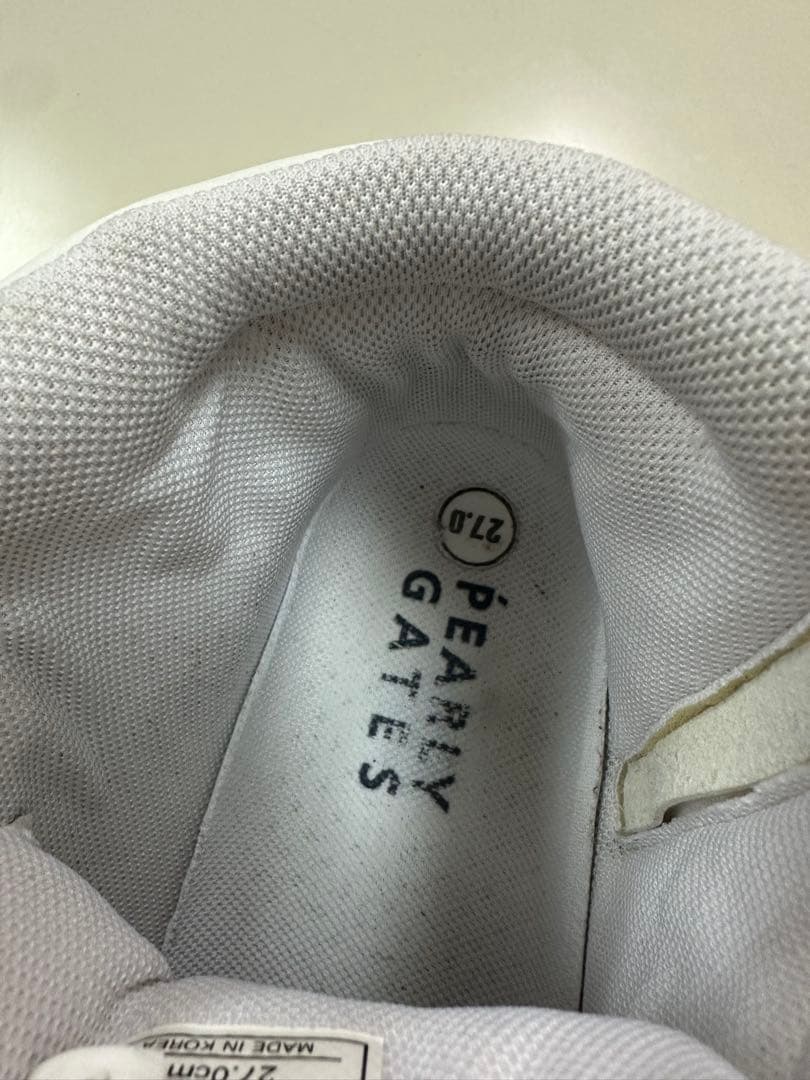 27.0
PEARLY
GATES
MADE IN KOREA
27.0cm